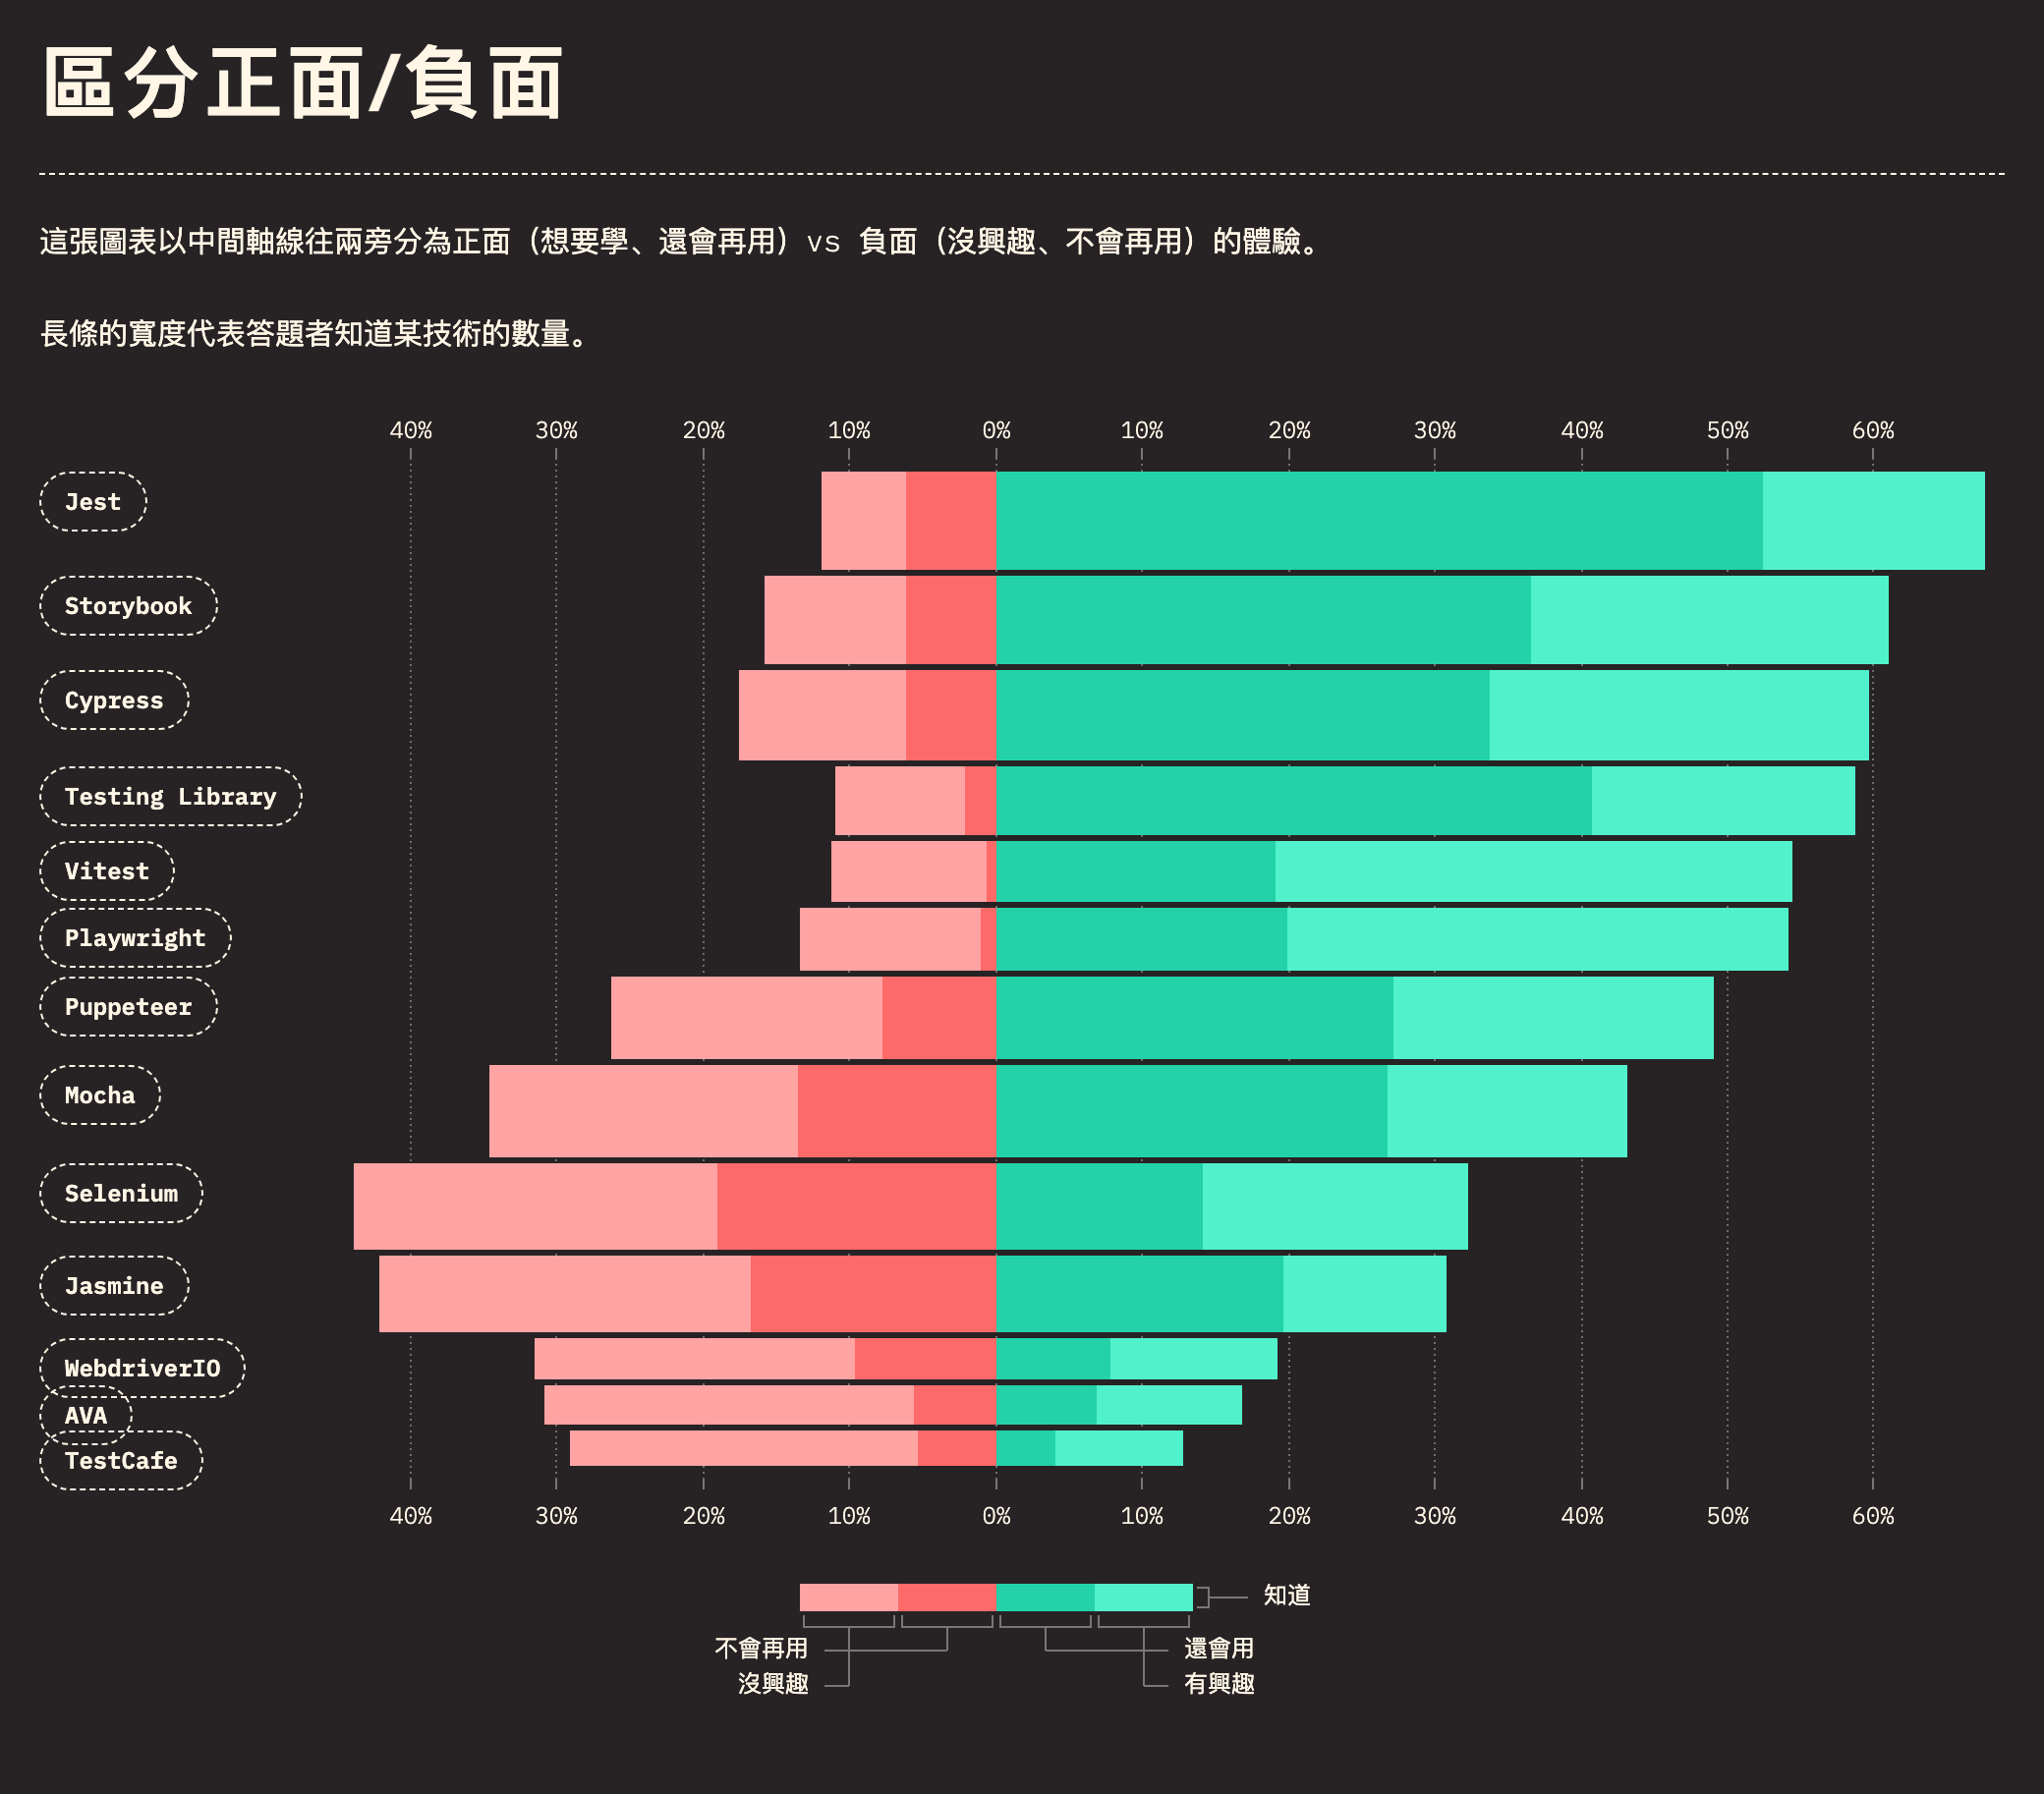 區分正面/負面
這張圖表以中間軸線往兩旁分為正面（想要學、還會再用）vs 負面（沒興趣、不會再用）的體驗。
長條的寬度代表答題者知道某技術的數量。
40% 30% 20% 10% 0% 10% 20% 30% 40% 50% 60%
Jest
Storybook
Cypress
Testing Library
Vitest
Playwright
Puppeteer
Mocha
Selenium
Jasmine
WebdriverIO
AVA
TestCafe
40% 30% 20% 10% 0% 10% 20% 30% 40% 50% 60%
知道
不會再用 還會用
沒興趣 有興趣